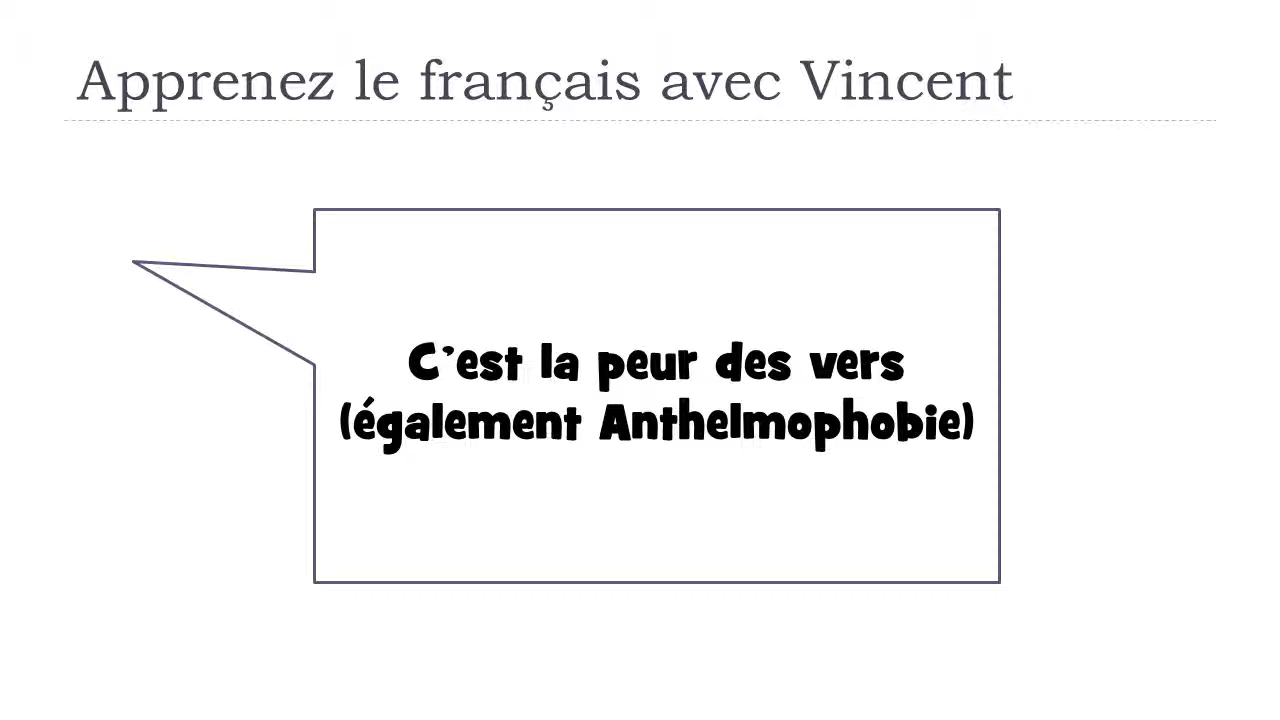 Apprenez le français avec Vincent
C'est la peur des vers
(également Anthelmophobie)